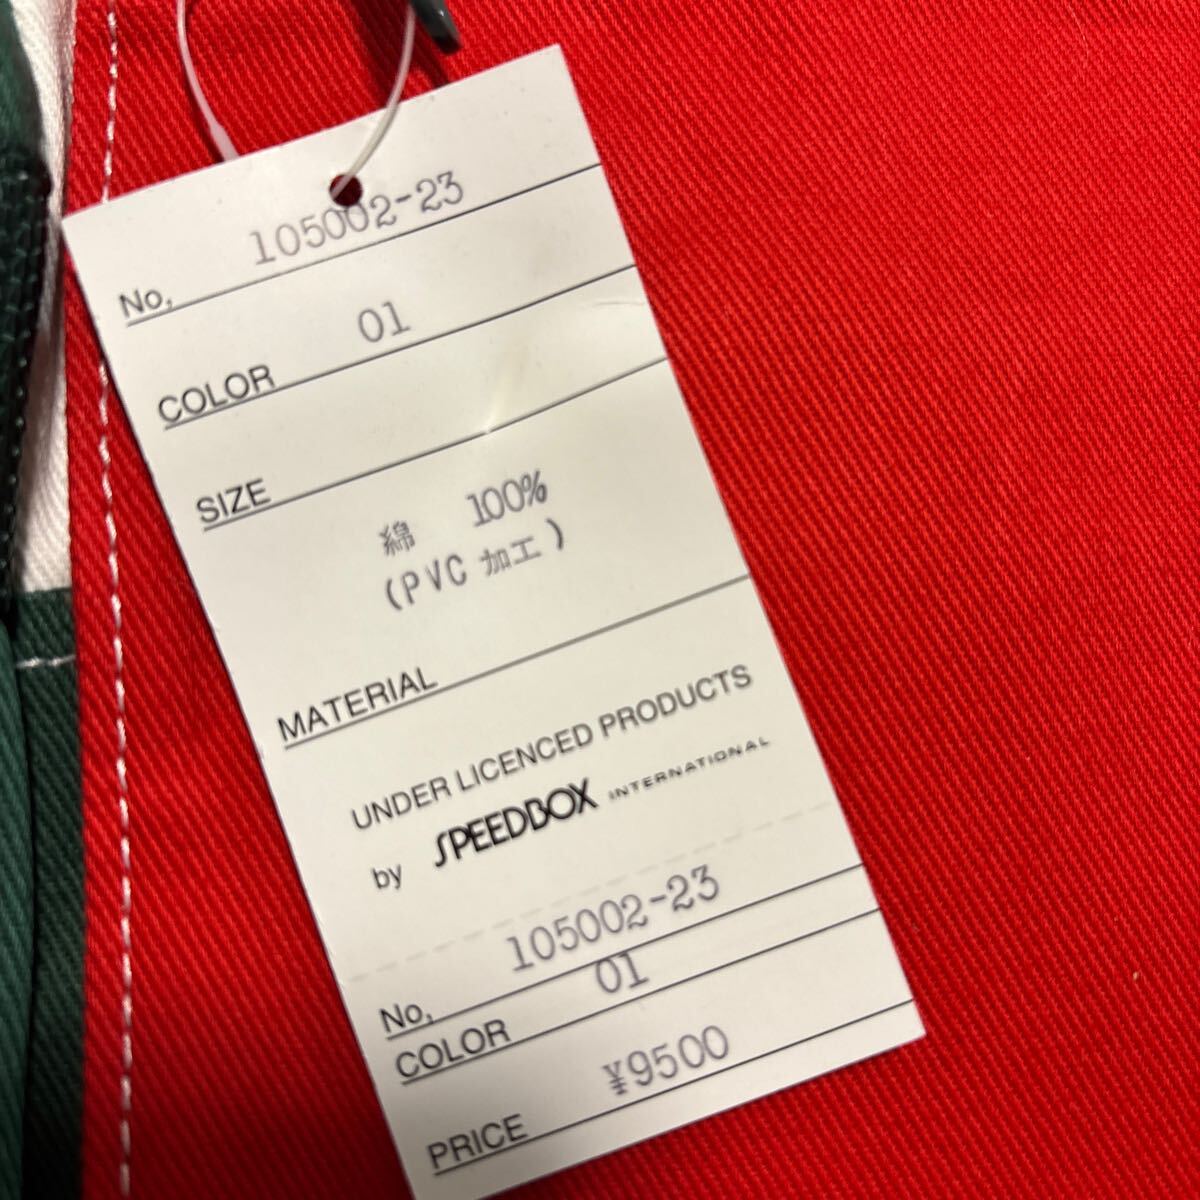 105002-23
No,
01
COLOR
SIZE
綿 100%
(PVC 加工)
MATERIAL
UNDER LICENCED PRODUCTS
by SPEEDBOX INTERNATIONAL
105002-23
No,
01
COLOR
¥9500
PRICE